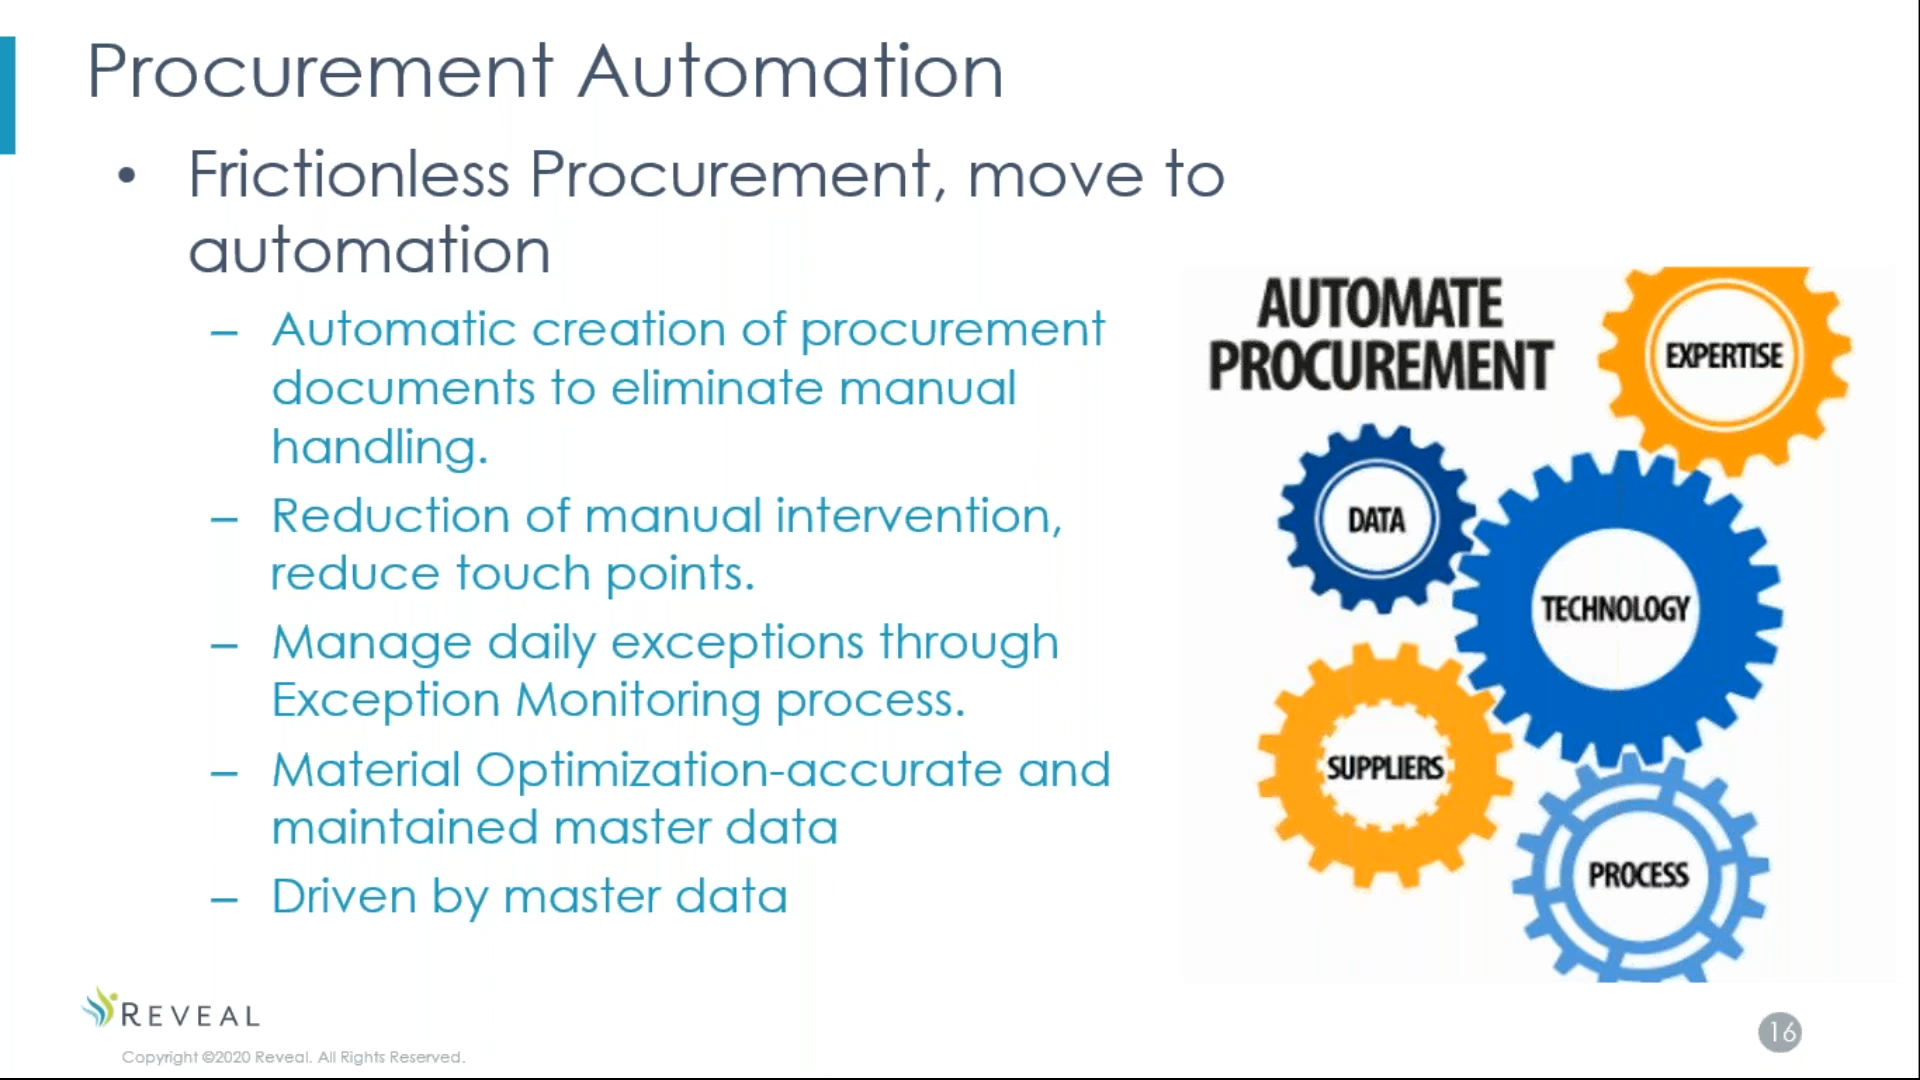 Procurement Automation
• Frictionless Procurement, move to
automation
– Automatic creation of procurement
documents to eliminate manual
handling.
– Reduction of manual intervention,
reduce touch points.
– Manage daily exceptions through
Exception Monitoring process.
– Material Optimization-accurate and
maintained master data
– Driven by master data
AUTOMATE
PROCUREMENT
EXPERTISE
DATA
TECHNOLOGY
SUPPLIERS
PROCESS
REVEAL
Copyright ©2020 Reveal. All Rights Reserved.
16